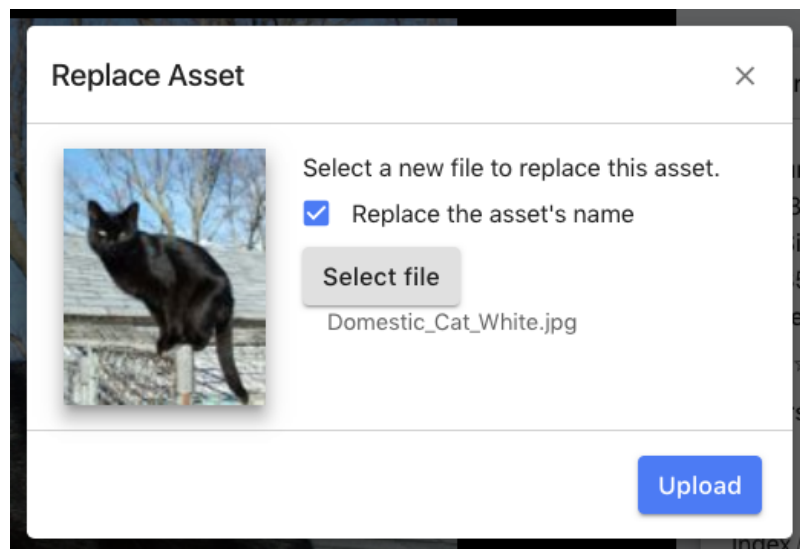 Replace Asset
Select a new file to replace this asset.
Replace the asset's name
Select file
Domestic_Cat_White.jpg
Upload